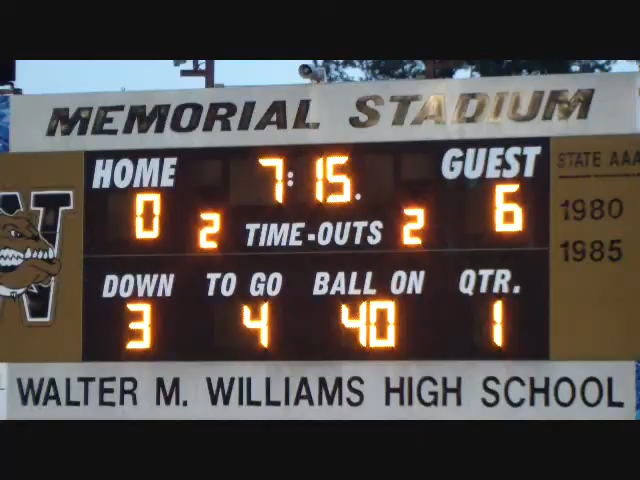 MEMORIAL STADIUM
HOME 7:15. GUEST STATE AAA
0 2 TIME-OUTS 2 6 1980
1985
DOWN TO GO BALL ON QTR.
3 4 40 1
WALTER M. WILLIAMS HIGH SCHOOL